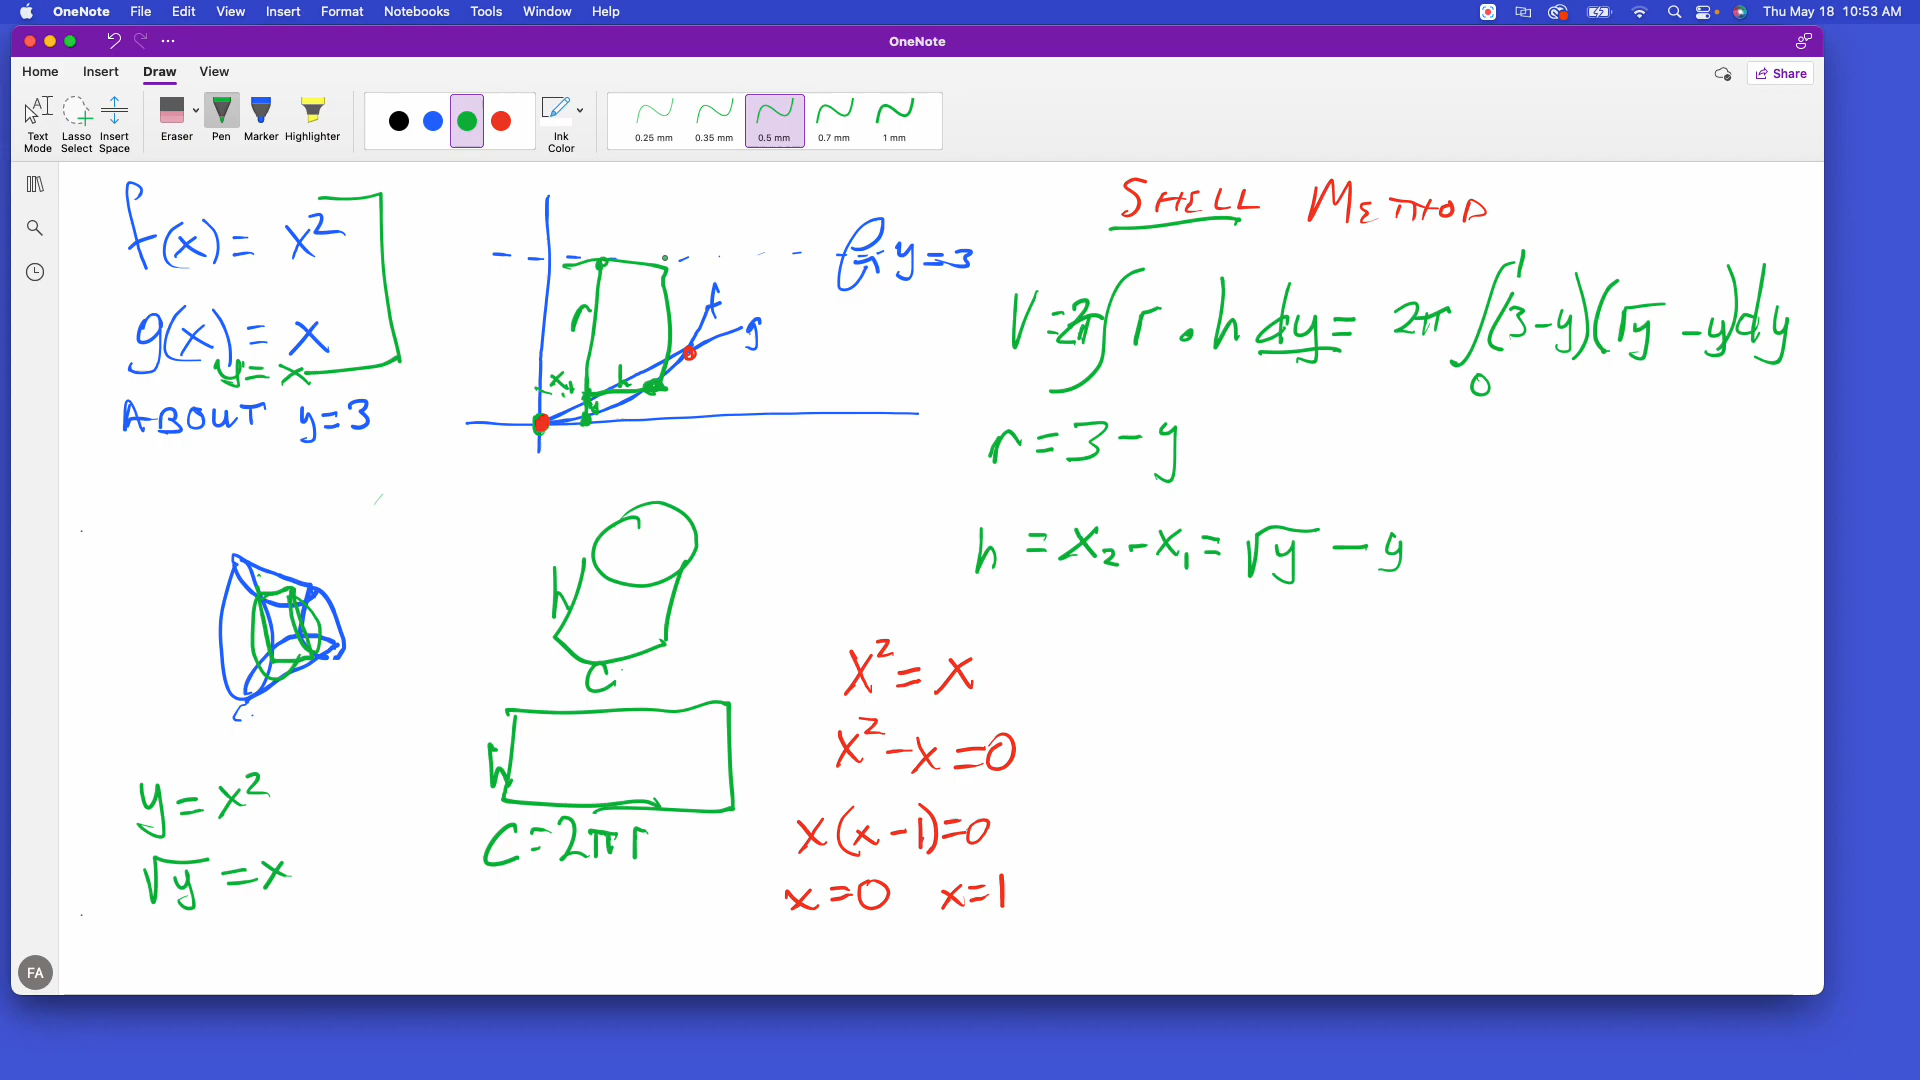 OneNote File Edit View Insert Format Notebooks Tools Window Help Thu May 18 10:53 AM
OneNote
Home Insert Draw View Share
Text Mode Lasso Select Insert Space Eraser Pen Marker Highlighter Ink Color 0.25 mm 0.35 mm 0.5 mm 0.7 mm 1 mm
f(x) = x²
g(x) = x
y = x
ABOUT y=3
y=3
f
g
r
h
x₁
y
SHELL METHOD
V=2π∫ r · h dy = 2π ∫₀¹ (3-y)(√y - y)dy
r = 3 - y
h = x₂ - x₁ = √y - y
h
r
C
h
C = 2πr
y = x²
√y = x
x² = x
x² - x = 0
x(x-1)=0
x=0 x=1
FA